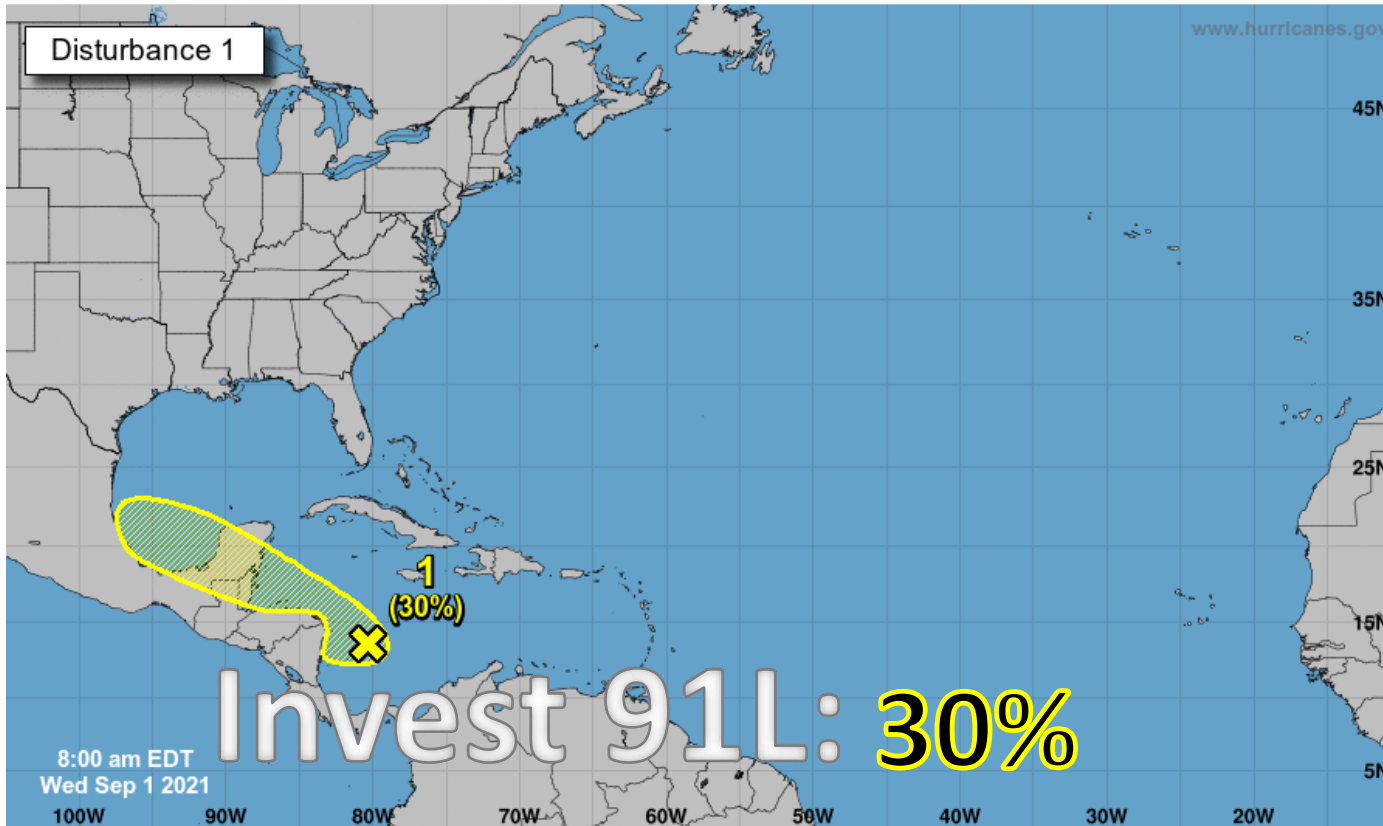 Disturbance 1
www.hurricanes.gov
45N
35N
25N
1
(30%)
15N
Invest 91L: 30%
8:00 am EDT
Wed Sep 1 2021
5N
100W 90W 80W 70W 60W 50W 40W 30W 20W